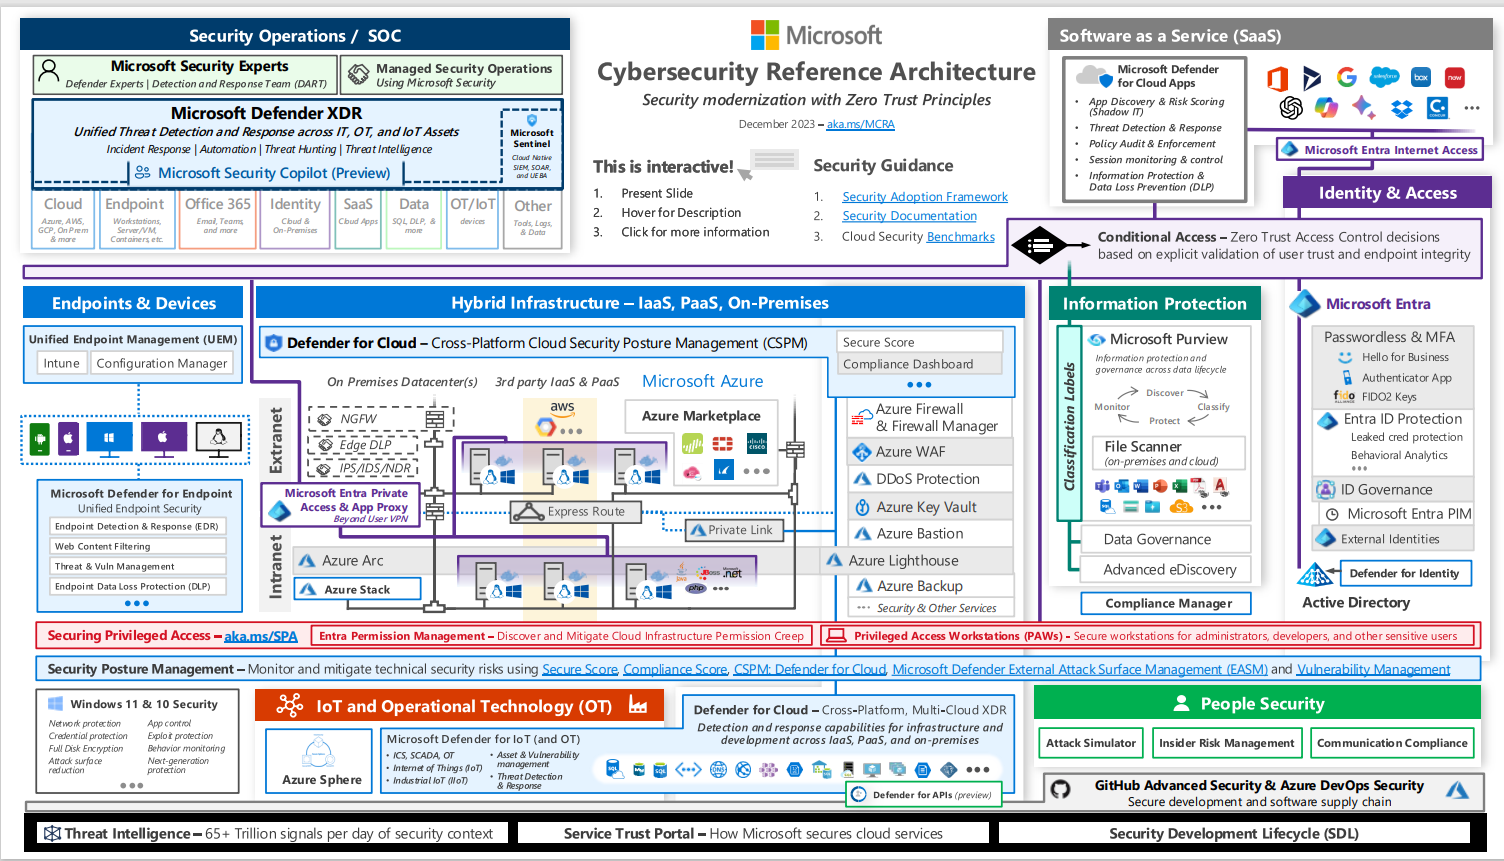 Security Operations / SOC
Microsoft Security Experts
Defender Experts | Detection and Response Team (DART)
Managed Security Operations
Using Microsoft Security
Microsoft Defender XDR
Unified Threat Detection and Response across IT, OT, and IoT Assets
Incident Response | Automation | Threat Hunting | Threat Intelligence
Microsoft Security Copilot (Preview)
Microsoft
Sentinel
Cloud Native
SIEM, SOAR,
and UEBA
Cloud
Azure, AWS,
GCP, On Prem
& more
Endpoint
Workstations,
Server/VM,
Containers, etc.
Office 365
Email, Teams,
and more
Identity
Cloud &
On-Premises
SaaS
Cloud Apps
Data
SQL, DLP, &
more
OT/IoT
devices
Other
Tools, Logs,
& Data
Microsoft
Cybersecurity Reference Architecture
Security modernization with Zero Trust Principles
December 2023 – aka.ms/MCRA
This is interactive!
1. Present Slide
2. Hover for Description
3. Click for more information
Security Guidance
1. Security Adoption Framework
2. Security Documentation
3. Cloud Security Benchmarks
Software as a Service (SaaS)
Microsoft Defender
for Cloud Apps
• App Discovery & Risk Scoring
(Shadow IT)
• Threat Detection & Response
• Policy Audit & Enforcement
• Session monitoring & control
• Information Protection &
Data Loss Prevention (DLP)
salesforce
box
now
Microsoft Entra Internet Access
Identity & Access
Conditional Access – Zero Trust Access Control decisions
based on explicit validation of user trust and endpoint integrity
Endpoints & Devices
Unified Endpoint Management (UEM)
Intune
Configuration Manager
Microsoft Defender for Endpoint
Unified Endpoint Security
Endpoint Detection & Response (EDR)
Web Content Filtering
Threat & Vuln Management
Endpoint Data Loss Protection (DLP)
Hybrid Infrastructure – IaaS, PaaS, On-Premises
Defender for Cloud – Cross-Platform Cloud Security Posture Management (CSPM)
Secure Score
Compliance Dashboard
On Premises Datacenter(s)
3rd party IaaS & PaaS
Microsoft Azure
Extranet
NGFW
Edge DLP
IPS/IDS/NDR
aws
Azure Marketplace
CISCO
Microsoft Entra Private
Access & App Proxy
Beyond User VPN
Express Route
Private Link
Intranet
Azure Arc
Azure Stack
Java
JBoss
Microsoft
.net
php
Azure Firewall
& Firewall Manager
Azure WAF
DDoS Protection
Azure Key Vault
Azure Bastion
Azure Lighthouse
Azure Backup
Security & Other Services
Information Protection
Classification Labels
Microsoft Purview
Information protection and
governance across data lifecycle
Discover
Monitor
Classify
Protect
File Scanner
(on-premises and cloud)
S3
Data Governance
Advanced eDiscovery
Compliance Manager
Microsoft Entra
Passwordless & MFA
Hello for Business
Authenticator App
fido
FIDO2 Keys
Entra ID Protection
Leaked cred protection
Behavioral Analytics
ID Governance
Microsoft Entra PIM
External Identities
Defender for Identity
Active Directory
Securing Privileged Access – aka.ms/SPA
Entra Permission Management – Discover and Mitigate Cloud Infrastructure Permission Creep
Privileged Access Workstations (PAWs) - Secure workstations for administrators, developers, and other sensitive users
Security Posture Management – Monitor and mitigate technical security risks using Secure Score, Compliance Score, CSPM: Defender for Cloud, Microsoft Defender External Attack Surface Management (EASM) and Vulnerability Management
Windows 11 & 10 Security
Network protection
Credential protection
Full Disk Encryption
Attack surface
reduction
App control
Exploit protection
Behavior monitoring
Next-generation
protection
IoT and Operational Technology (OT)
Azure Sphere
Microsoft Defender for IoT (and OT)
• ICS, SCADA, OT
• Internet of Things (IoT)
• Industrial IoT (IIoT)
• Asset & Vulnerability
management
• Threat Detection
& Response
Defender for Cloud – Cross-Platform, Multi-Cloud XDR
Detection and response capabilities for infrastructure and
development across IaaS, PaaS, and on-premises
SQL
SQL
DNS
Defender for APIs (preview)
People Security
Attack Simulator
Insider Risk Management
Communication Compliance
GitHub Advanced Security & Azure DevOps Security
Secure development and software supply chain
Threat Intelligence – 65+ Trillion signals per day of security context
Service Trust Portal – How Microsoft secures cloud services
Security Development Lifecycle (SDL)